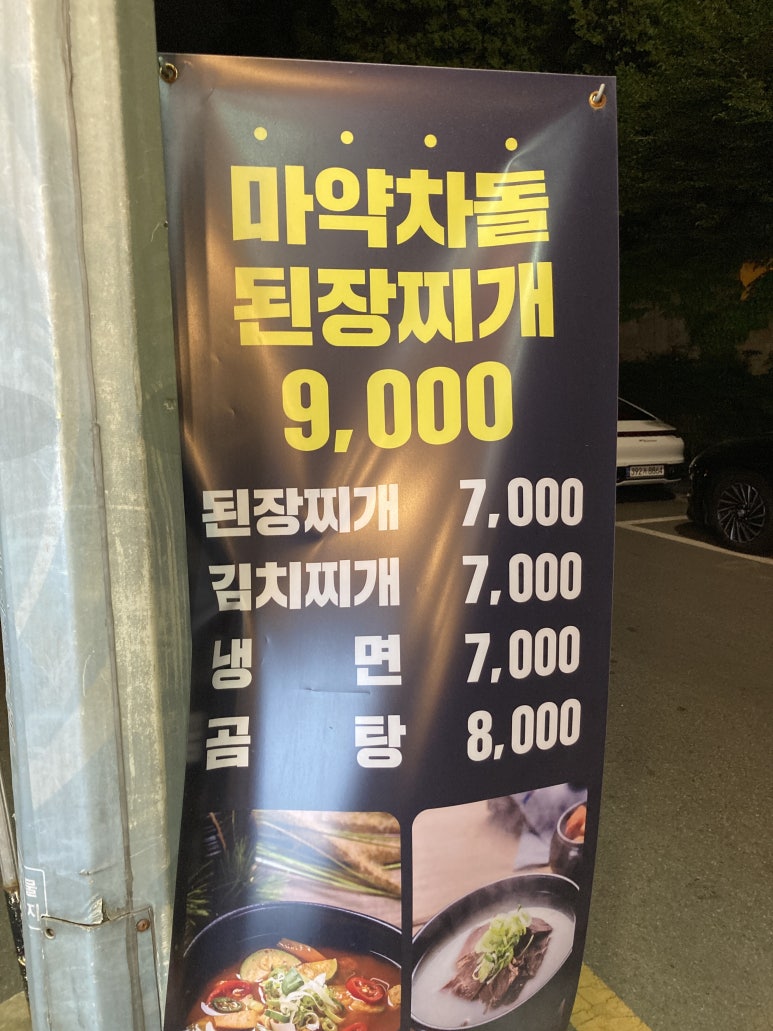 마약차돌
된장찌개
9,000
된장찌개 7,000
김치찌개 7,000
냉 면 7,000
곰 탕 8,000